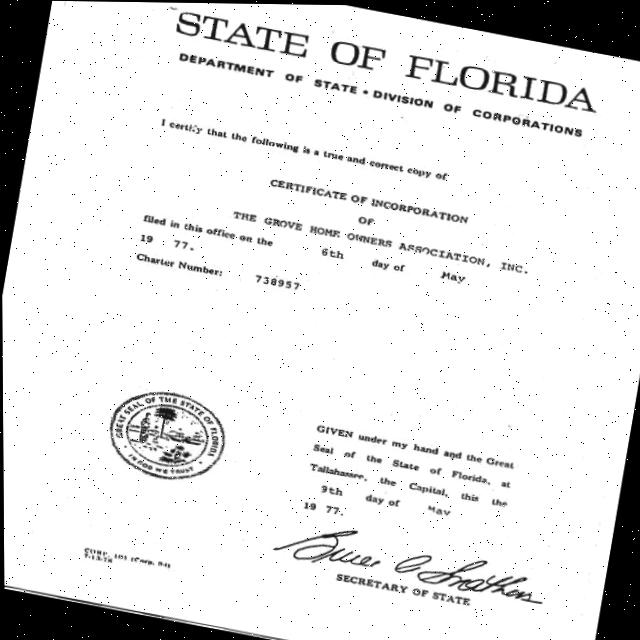 STATE OF FLORIDA
DEPARTMENT OF STATE • DIVISION OF CORPORATIONS
I certify that the following is a true and correct copy of
CERTIFICATE OF INCORPORATION
OF
THE GROVE HOME OWNERS ASSOCIATION, INC.
filed in this office on the 6th day of May
19 77.
Charter Number: 738957
GREAT SEAL OF THE STATE OF FLORIDA
IN GOD WE TRUST
GIVEN under my hand and the Great
Seal of the State of Florida, at
Tallahassee, the Capital, this the
9th day of May
19 77.
Bruce A Smathers
SECRETARY OF STATE
CORP. 101